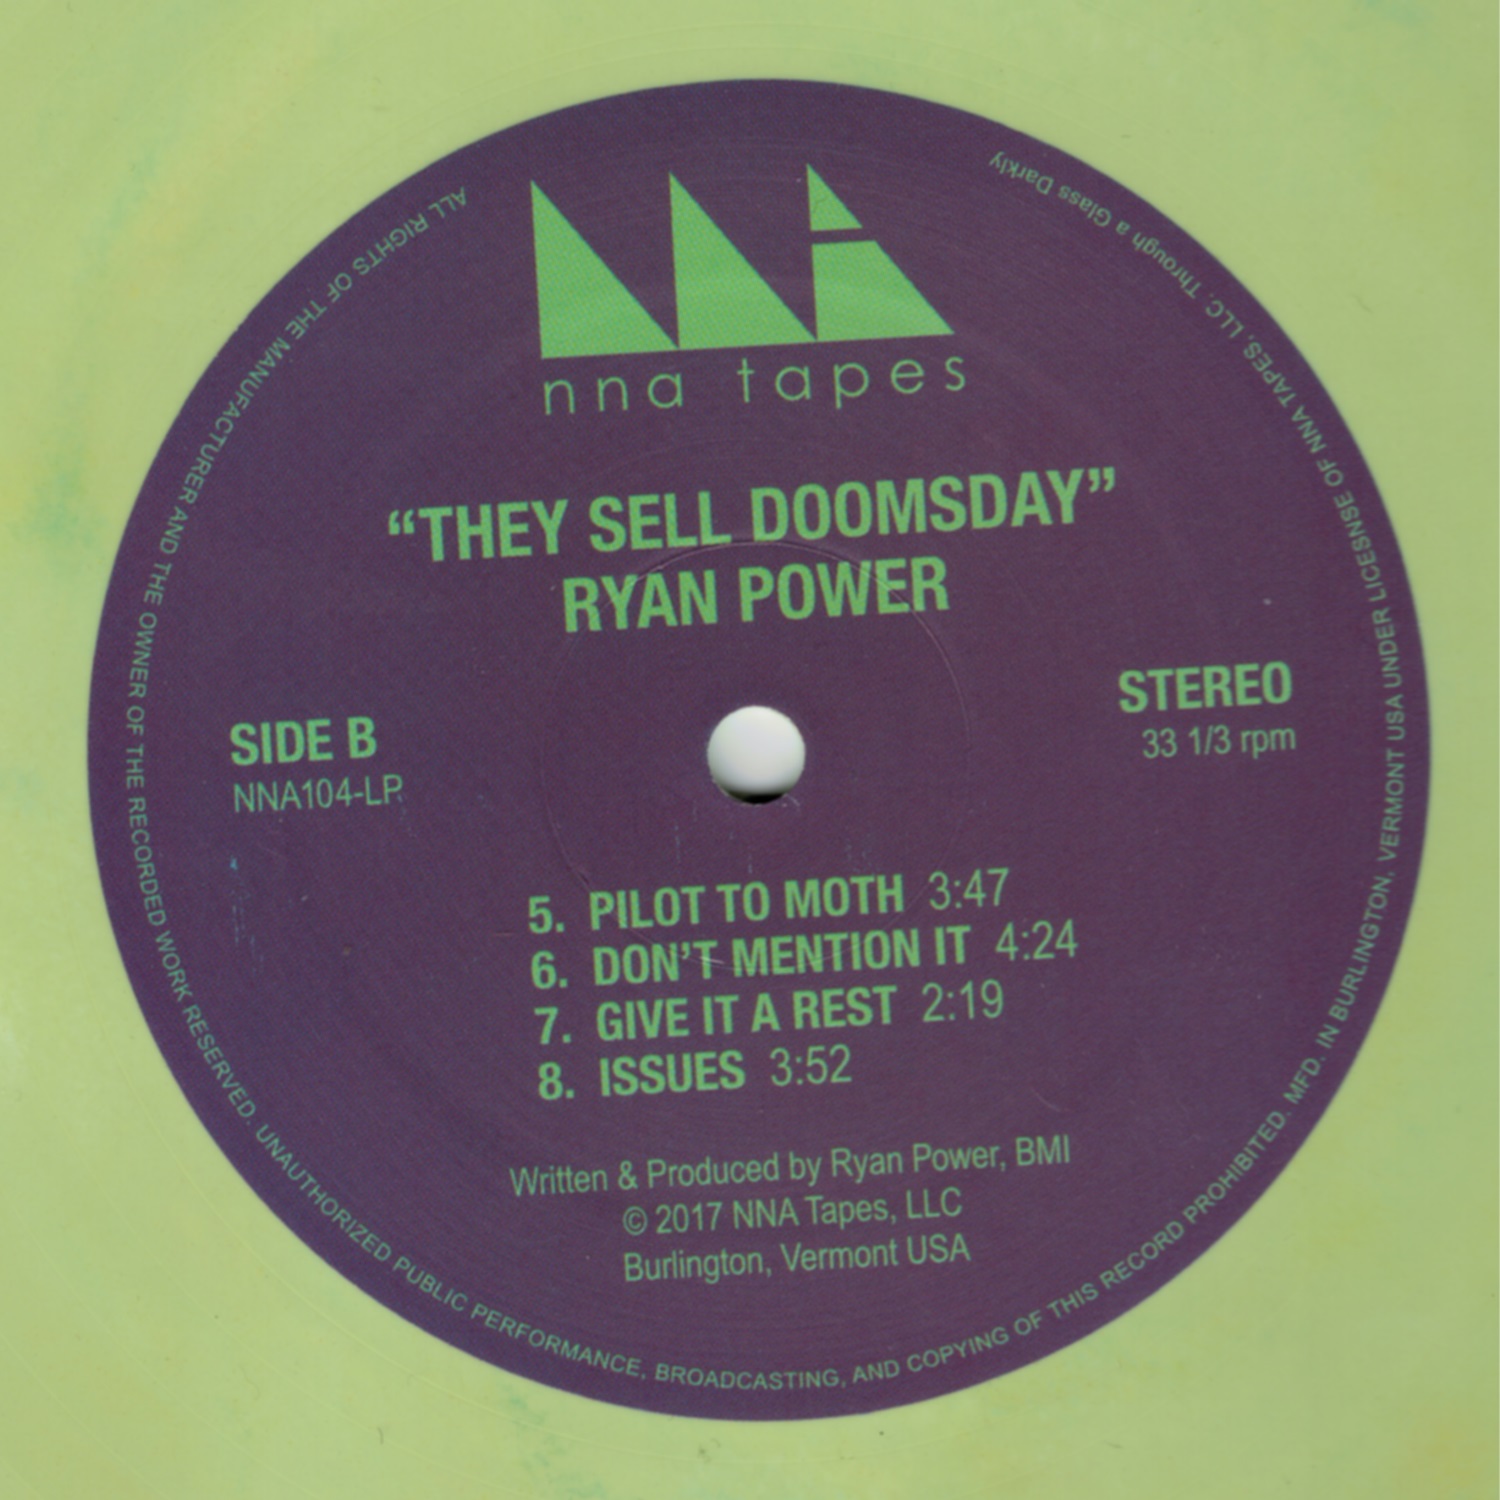 nna tapes
“THEY SELL DOOMSDAY”
RYAN POWER
STEREO
33 1/3 rpm
SIDE B
NNA104-LP
5. PILOT TO MOTH 3:47
6. DON’T MENTION IT 4:24
7. GIVE IT A REST 2:19
8. ISSUES 3:52
Written & Produced by Ryan Power, BMI
© 2017 NNA Tapes, LLC
Burlington, Vermont USA
ALL RIGHTS OF THE MANUFACTURER AND THE OWNER OF THE RECORDED WORK RESERVED. UNAUTHORIZED PUBLIC PERFORMANCE, BROADCASTING, AND COPYING OF THIS RECORD PROHIBITED. MFD. IN BURLINGTON, VERMONT USA UNDER LICESNSE OF NNA TAPES, LLC. Through a Glass Darkly